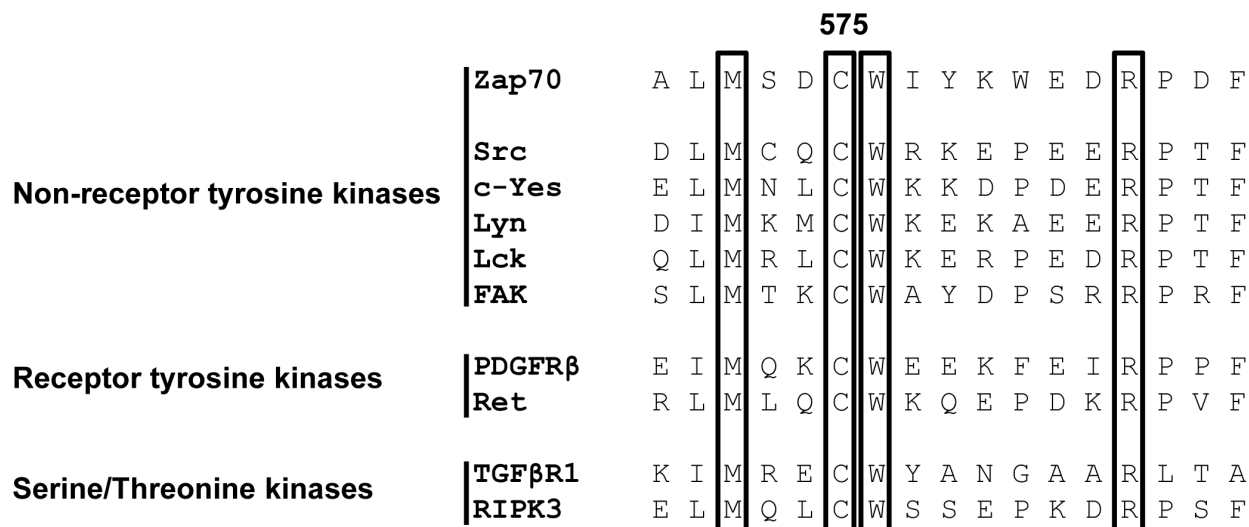 575
Zap70 A L M S D C W I Y K W E D R P D F
Src D L M C Q C W R K E P E E R P T F
c-Yes E L M N L C W K K D P D E R P T F
Non-receptor tyrosine kinases
Lyn D I M K M C W K E K A E E R P T F
Lck Q L M R L C W K E R P E D R P T F
FAK S L M T K C W A Y D P S R R P R F
PDGFRβ E I M Q K C W E E K F E I R P P F
Receptor tyrosine kinases
Ret R L M L Q C W K Q E P D K R P V F
TGFβR1 K I M R E C W Y A N G A A R L T A
Serine/Threonine kinases
RIPK3 E L M Q L C W S S E P K D R P S F